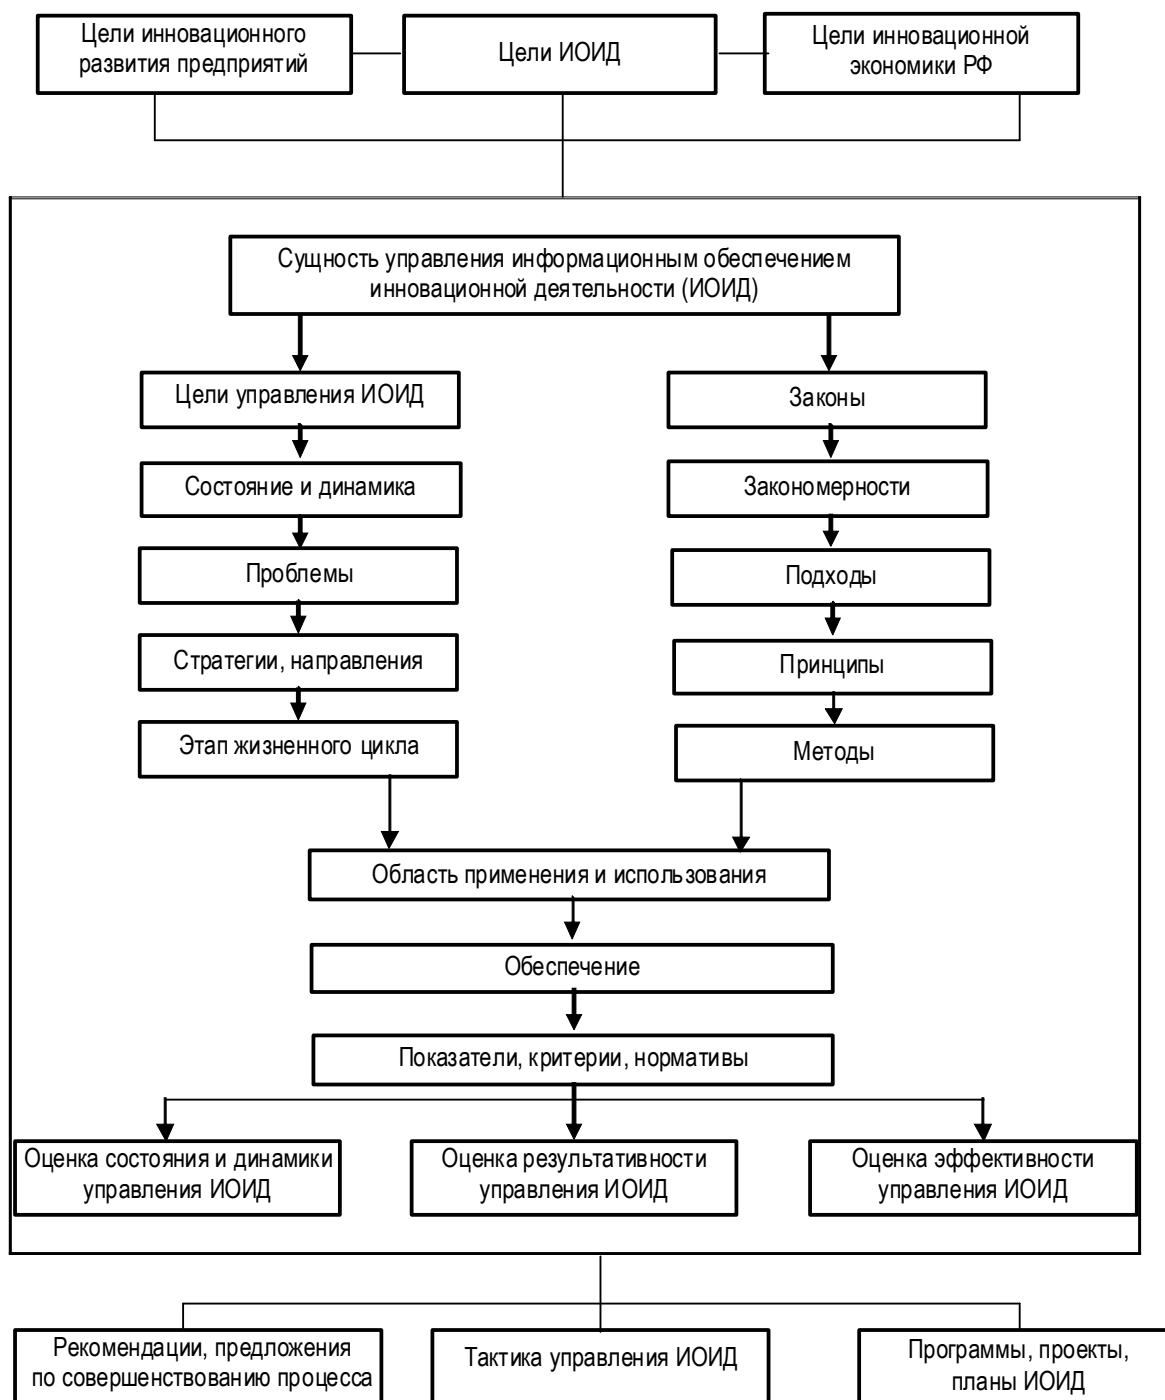 Цели инновационного
развития предприятий
Цели ИОИД
Цели инновационной
экономики РФ
Сущность управления информационным обеспечением
инновационной деятельности (ИОИД)
Цели управления ИОИД
Законы
Состояние и динамика
Закономерности
Проблемы
Подходы
Стратегии, направления
Принципы
Этап жизненного цикла
Методы
Область применения и использования
Обеспечение
Показатели, критерии, нормативы
Оценка состояния и динамики
управления ИОИД
Оценка результативности
управления ИОИД
Оценка эффективности
управления ИОИД
Рекомендации, предложения
по совершенствованию процесса
Тактика управления ИОИД
Программы, проекты,
планы ИОИД